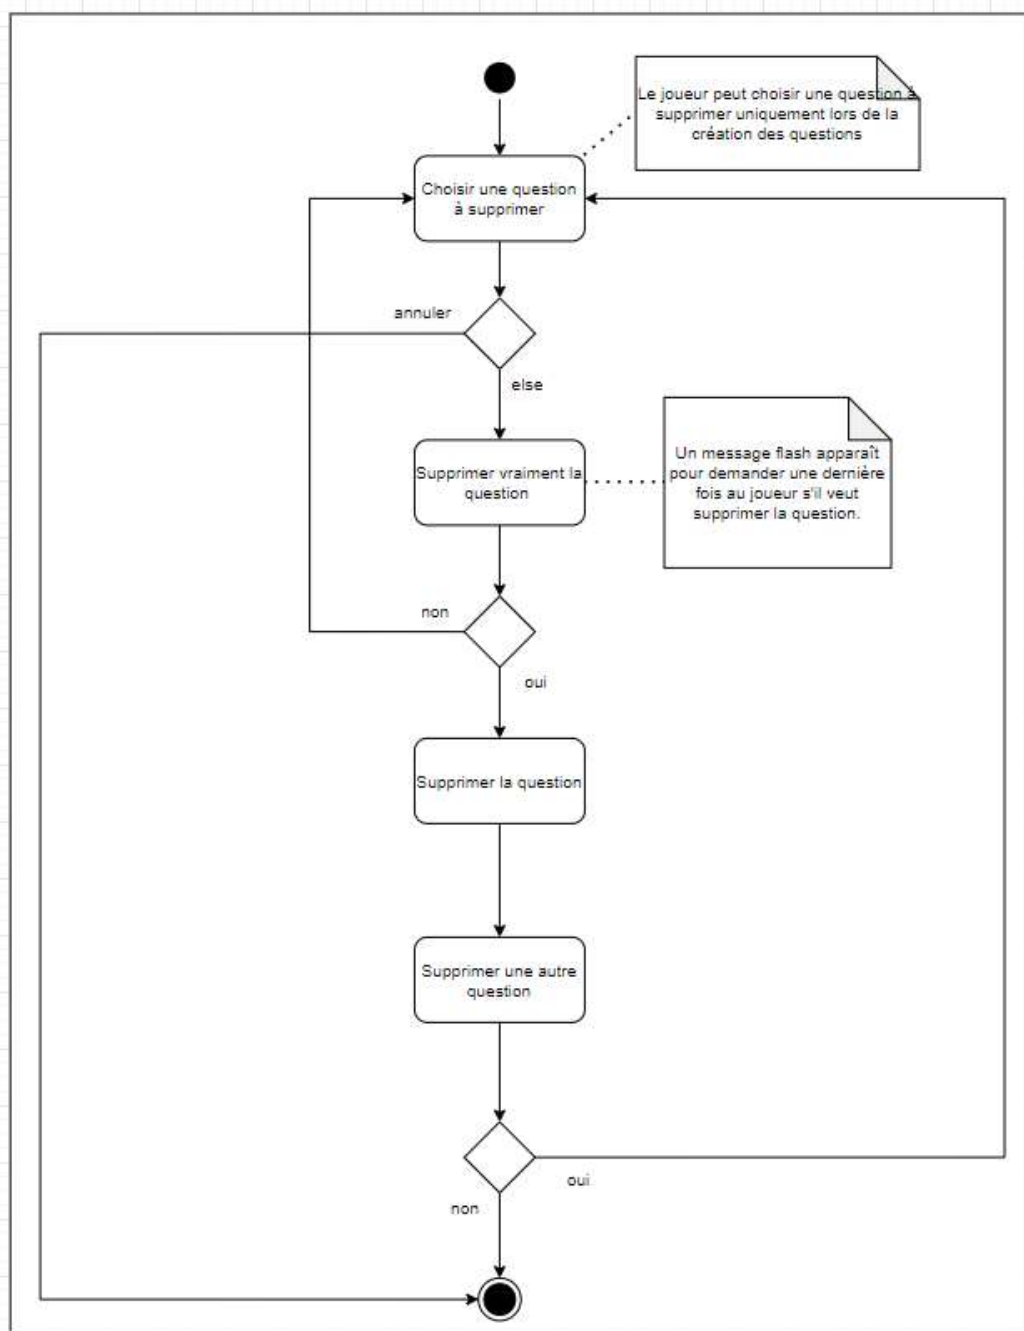 Le joueur peut choisir une question à
supprimer uniquement lors de la
création des questions
Choisir une question
à supprimer
annuler
else
Supprimer vraiment la
question
Un message flash apparaît
pour demander une dernière
fois au joueur s'il veut
supprimer la question.
non
oui
Supprimer la question
Supprimer une autre
question
oui
non